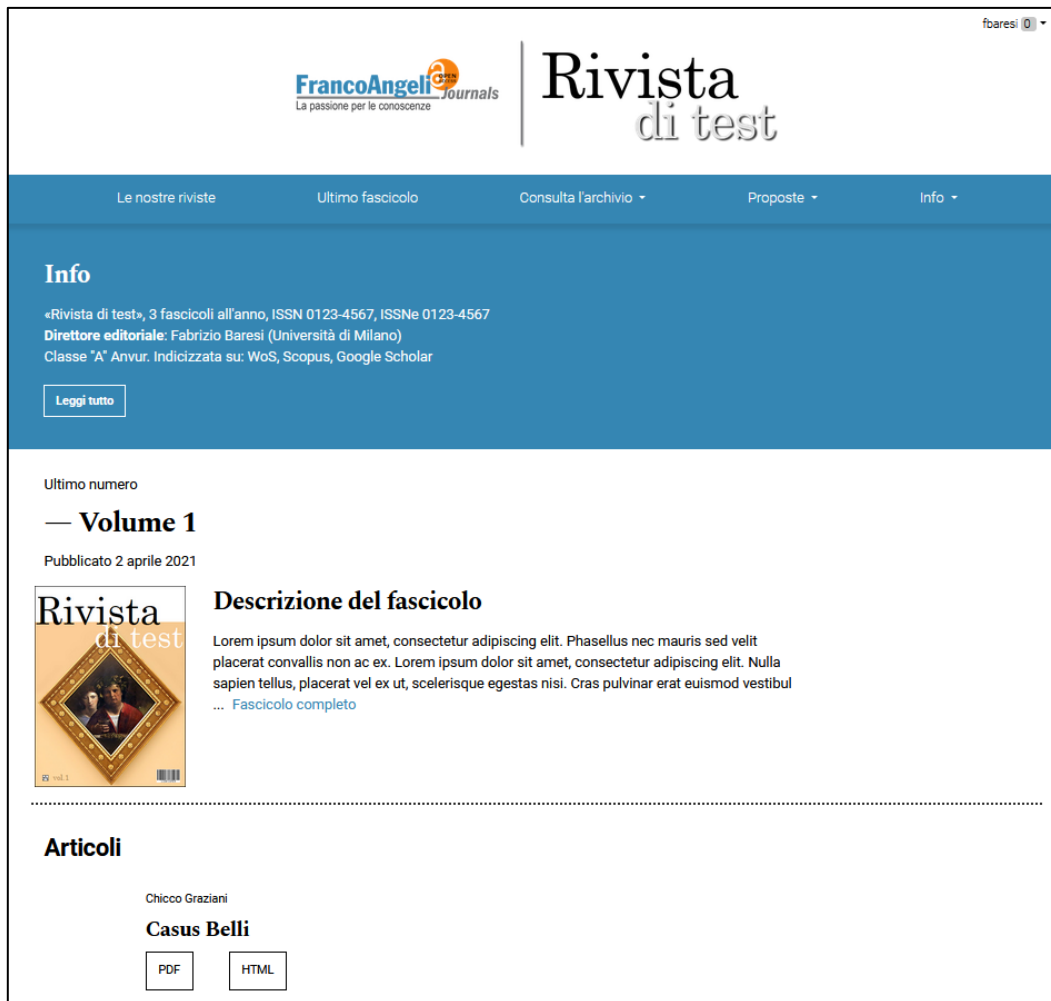 fbaresi 0
FrancoAngeli
OPEN ACCESS
Journals
La passione per le conoscenze
Rivista
di test
Le nostre riviste Ultimo fascicolo Consulta l'archivio Proposte Info
Info
«Rivista di test», 3 fascicoli all'anno, ISSN 0123-4567, ISSNe 0123-4567
Direttore editoriale: Fabrizio Baresi (Università di Milano)
Classe "A" Anvur. Indicizzata su: WoS, Scopus, Google Scholar
Leggi tutto
Ultimo numero
— Volume 1
Pubblicato 2 aprile 2021
Rivista
di test
vol.1
Descrizione del fascicolo
Lorem ipsum dolor sit amet, consectetur adipiscing elit. Phasellus nec mauris sed velit
placerat convallis non ac ex. Lorem ipsum dolor sit amet, consectetur adipiscing elit. Nulla
sapien tellus, placerat vel ex ut, scelerisque egestas nisi. Cras pulvinar erat euismod vestibul
... Fascicolo completo
Articoli
Chicco Graziani
Casus Belli
PDF HTML